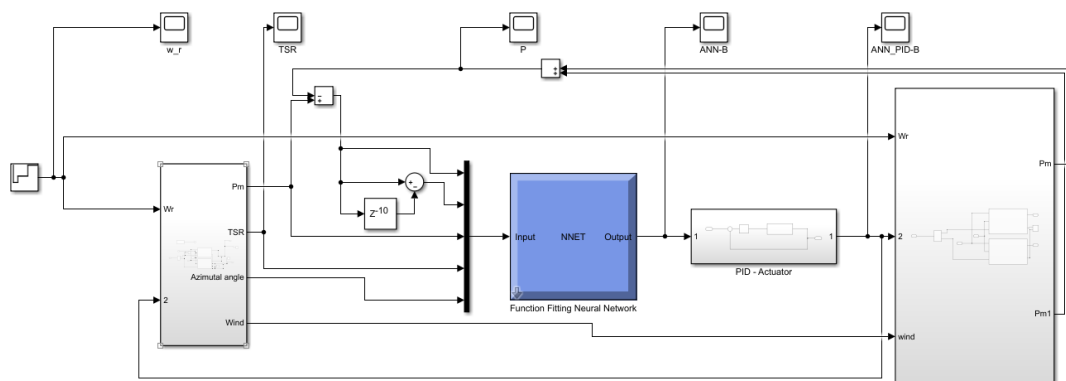 w_r
TSR
P
ANN-B
ANN_PID-B
Wr
Wr
Pm
TSR
Azimutal angle
2
Wind
Z-10
Input
NNET
Output
Function Fitting Neural Network
1
1
PID - Actuator
2
wind
Pm
Pm1